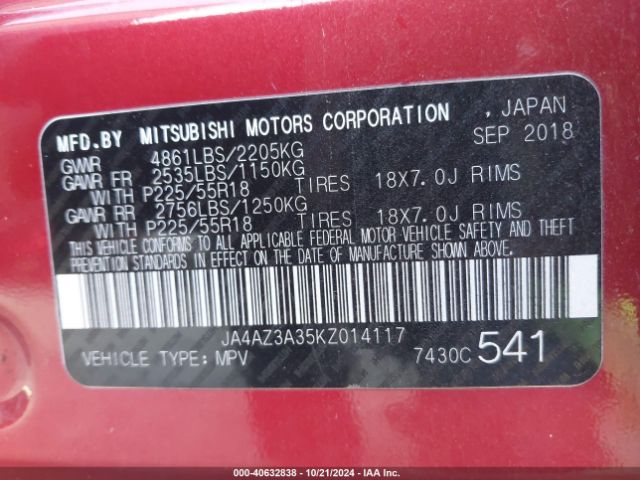 MFD.BY MITSUBISHI MOTORS CORPORATION , JAPAN
SEP 2018
GVWR 4861LBS/2205KG
GAWR FR 2535LBS/1150KG
WITH P225/55R18 TIRES 18X7.0J RIMS
GAWR RR 2756LBS/1250KG
WITH P225/55R18 TIRES 18X7.0J RIMS
THIS VEHICLE CONFORMS TO ALL APPLICABLE FEDERAL MOTOR VEHICLE SAFETY AND THEFT
PREVENTION STANDARDS IN EFFECT ON THE DATE OF MANUFACTURE SHOWN ABOVE.
JA4AZ3A35KZ014117
VEHICLE TYPE: MPV 7430C 541
000-40632838 - 10/21/2024 - IAA Inc.